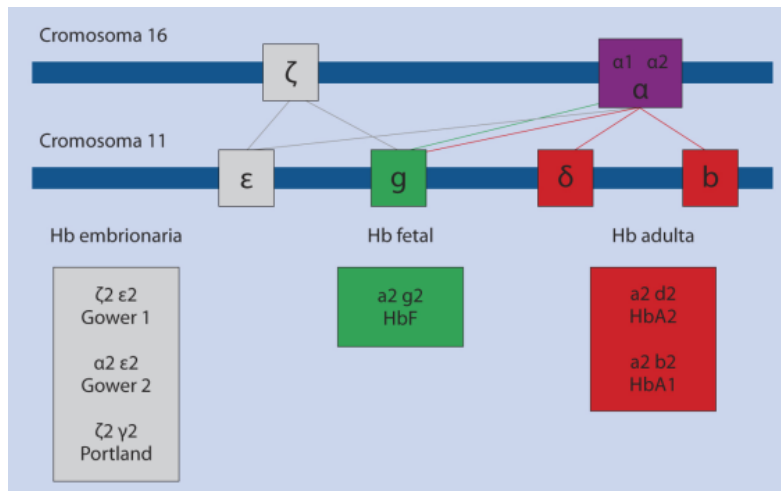 Cromosoma 16
ζ
α1 α2
α
Cromosoma 11
ε
g
δ
b
Hb embrionaria
Hb fetal
Hb adulta
ζ2 ε2
Gower 1
α2 ε2
Gower 2
ζ2 γ2
Portland
a2 g2
HbF
a2 d2
HbA2
a2 b2
HbA1